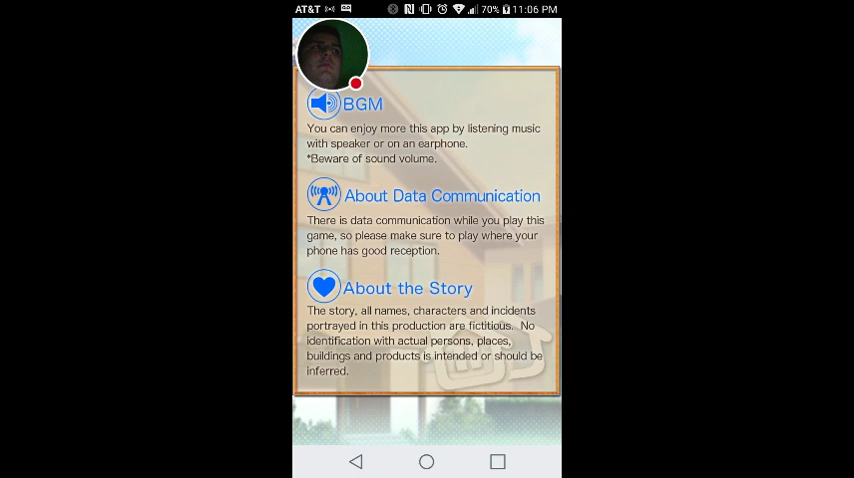 AT&T 70% 11:06 PM
BGM
You can enjoy more this app by listening music
with speaker or on an earphone.
*Beware of sound volume.
About Data Communication
There is data communication while you play this
game, so please make sure to play where your
phone has good reception.
About the Story
The story, all names, characters and incidents
portrayed in this production are fictitious. No
identification with actual persons, places,
buildings and products is intended or should be
inferred.